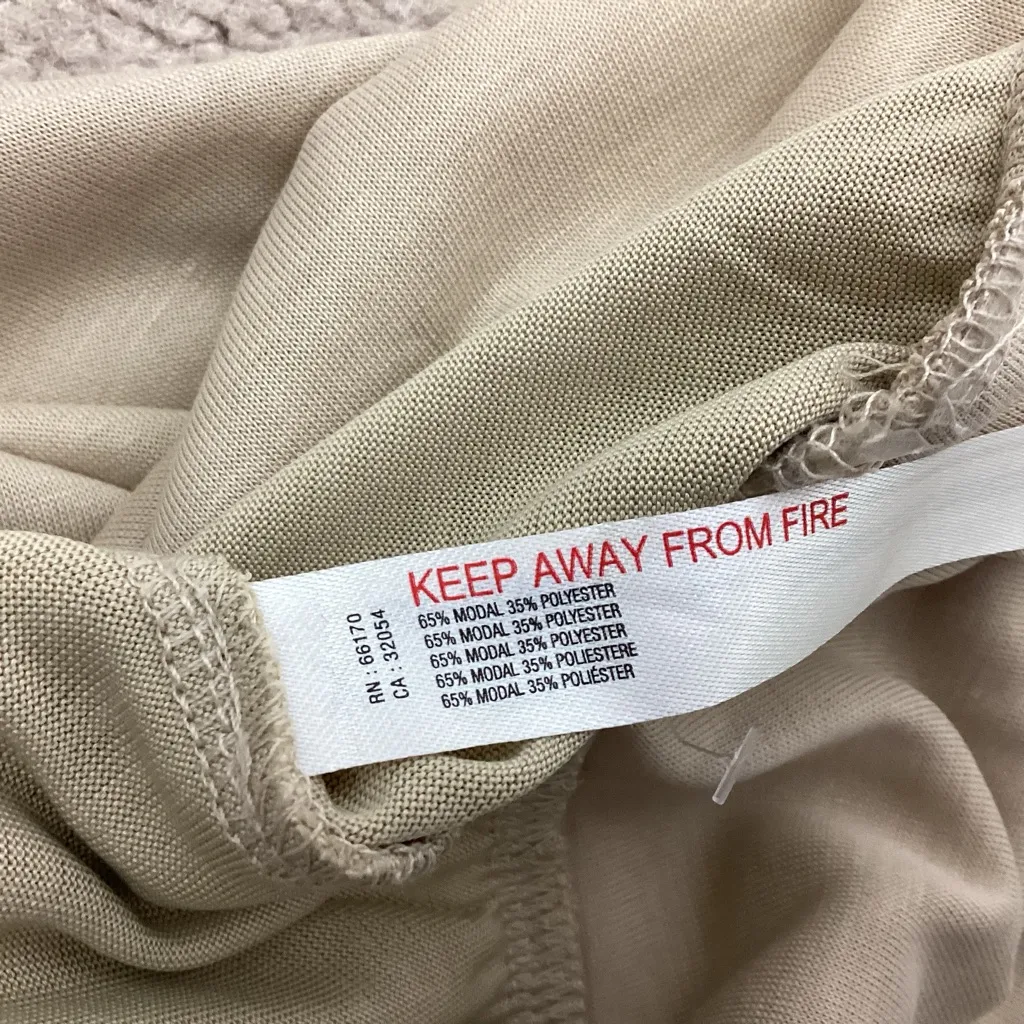 KEEP AWAY FROM FIRE
65% MODAL 35% POLYESTER
65% MODAL 35% POLYESTER
65% MODAL 35% POLYESTER
65% MODAL 35% POLIESTERE
65% MODAL 35% POLIÉSTER
RN : 66170
CA : 32054